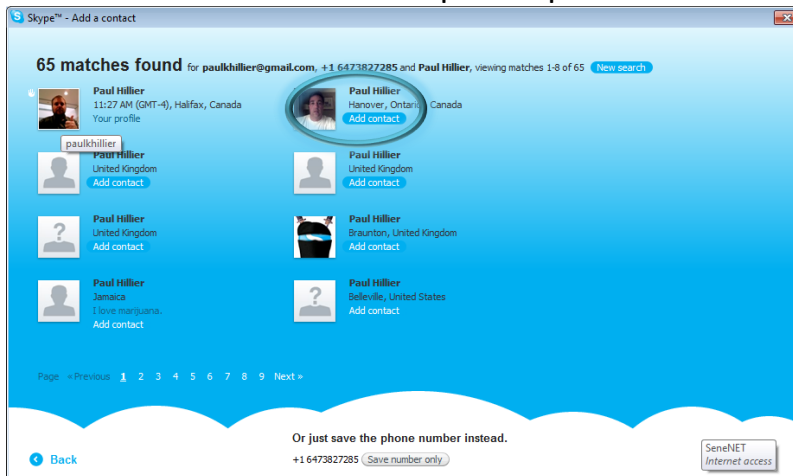 Skype™ - Add a contact
65 matches found for paulkhillier@gmail.com, +1 6473827285 and Paul Hillier, viewing matches 1-8 of 65 New search
Paul Hillier
11:27 AM (GMT-4), Halifax, Canada
Your profile
paulkhillier
Paul Hillier
Hanover, Ontario, Canada
Add contact
Paul Hillier
United Kingdom
Add contact
Paul Hillier
United Kingdom
Add contact
Paul Hillier
United Kingdom
Add contact
Paul Hillier
Braunton, United Kingdom
Add contact
Paul Hillier
Jamaica
I love marijuana.
Add contact
Paul Hillier
Belleville, United States
Add contact
Page «Previous 1 2 3 4 5 6 7 8 9 Next »
Or just save the phone number instead.
Back
+1 6473827285 Save number only
SeneNET
Internet access